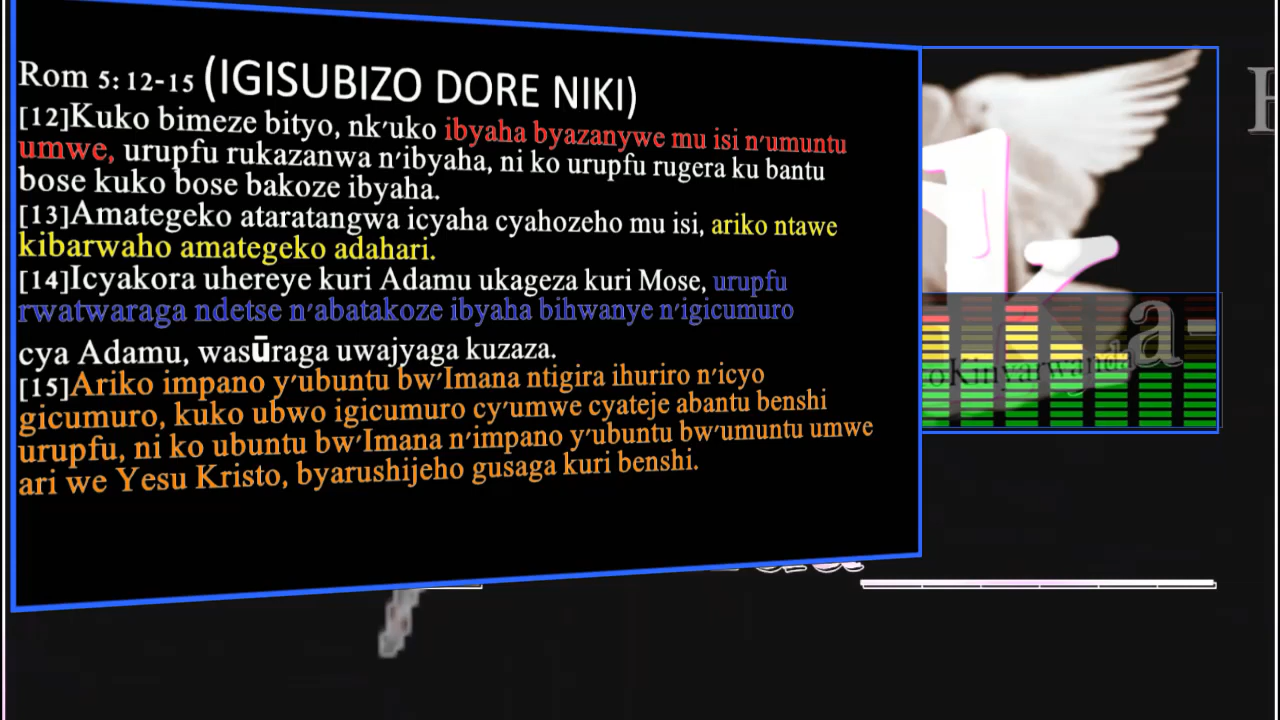 Rom 5: 12-15 (IGISUBIZO DORE NIKI)
[12]Kuko bimeze bityo, nk'uko ibyaha byazanywe mu isi n'umuntu
umwe, urupfu rukazanwa n'ibyaha, ni ko urupfu rugera ku bantu
bose kuko bose bakoze ibyaha.
[13]Amategeko ataratangwa icyaha cyahozeho mu isi, ariko ntawe
kibarwaho amategeko adahari.
[14]Icyakora uhereye kuri Adamu ukageza kuri Mose, urupfu
rwatwaraga ndetse n'abatakoze ibyaha bihwanye n'igicumuro
cya Adamu, wasūraga uwajyaga kuzaza.
[15]Ariko impano y'ubuntu bw'Imana ntigira ihuriro n'icyo
gicumuro, kuko ubwo igicumuro cy'umwe cyateje abantu benshi
urupfu, ni ko ubuntu bw'Imana n'impano y'ubuntu bw'umuntu umwe
ari we Yesu Kristo, byarushijeho gusaga kuri benshi.
a-
oKinyarwanda